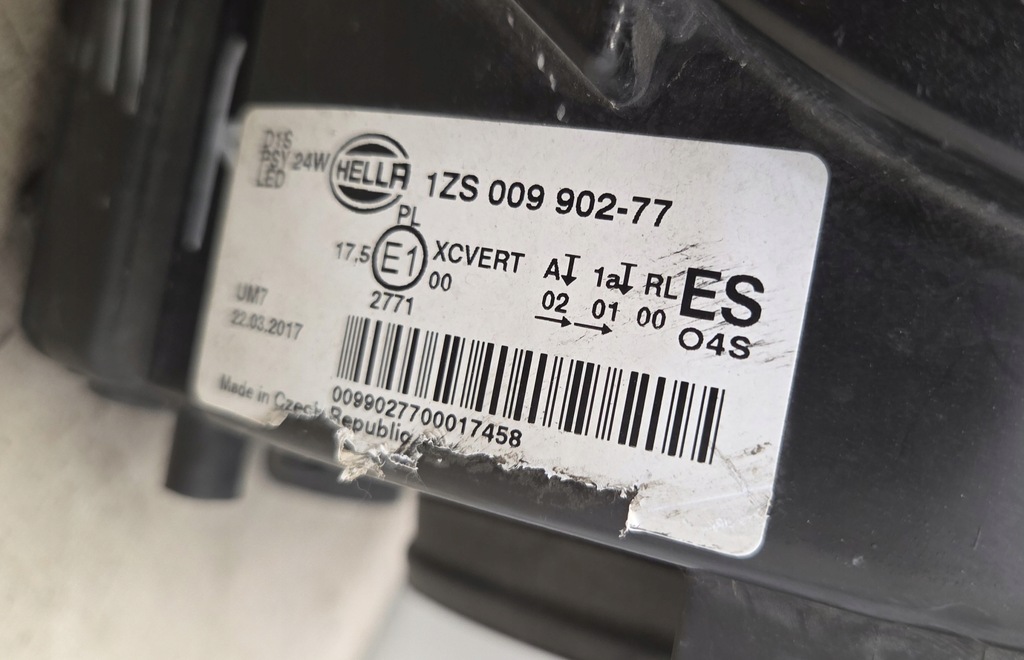 D1S
PSY 24W
LED
HELLA
1ZS 009 902-77
PL
17,5 E1 XCVERT A 1a RL ES
00 02 01 00 O4S
2771
UM7
22.03.2017
0099027700017458
Made in Czech Republic